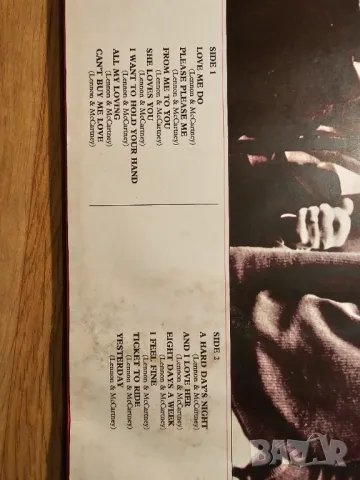 SIDE 1
LOVE ME DO
(Lennon & McCartney)
PLEASE PLEASE ME
(Lennon & McCartney)
FROM ME TO YOU
(Lennon & McCartney)
SHE LOVES YOU
(Lennon & McCartney)
I WANT TO HOLD YOUR HAND
(Lennon & McCartney)
ALL MY LOVING
(Lennon & McCartney)
CAN'T BUY ME LOVE
(Lennon & McCartney)
SIDE 2
A HARD DAY'S NIGHT
(Lennon & McCartney)
AND I LOVE HER
(Lennon & McCartney)
EIGHT DAYS A WEEK
(Lennon & McCartney)
I FEEL FINE
(Lennon & McCartney)
TICKET TO RIDE
(Lennon & McCartney)
YESTERDAY
(Lennon & McCartney)
BAZAR
bg